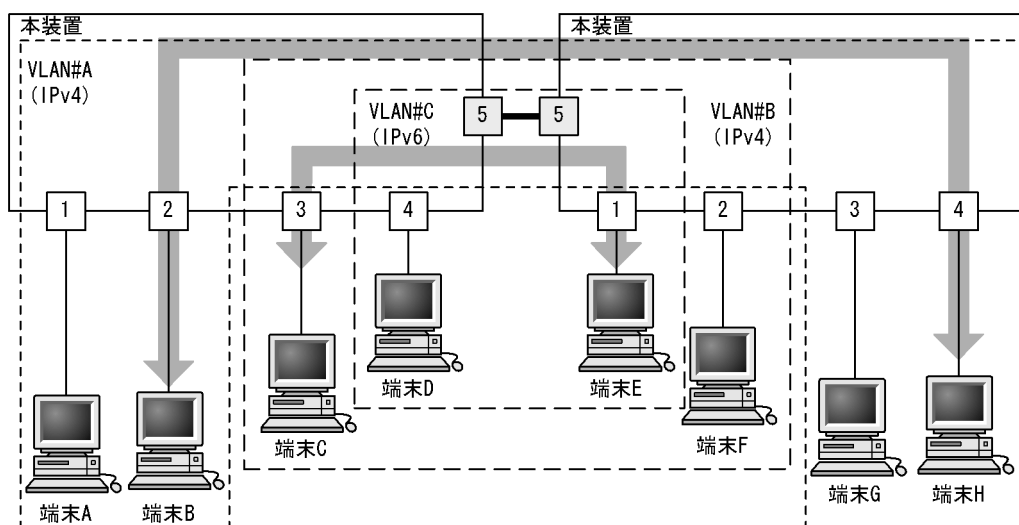 本装置
本装置
VLAN#A
(IPv4)
VLAN#C
(IPv6)
VLAN#B
(IPv4)
5
5
1
2
3
4
1
2
3
4
端末A
端末B
端末C
端末D
端末E
端末F
端末G
端末H